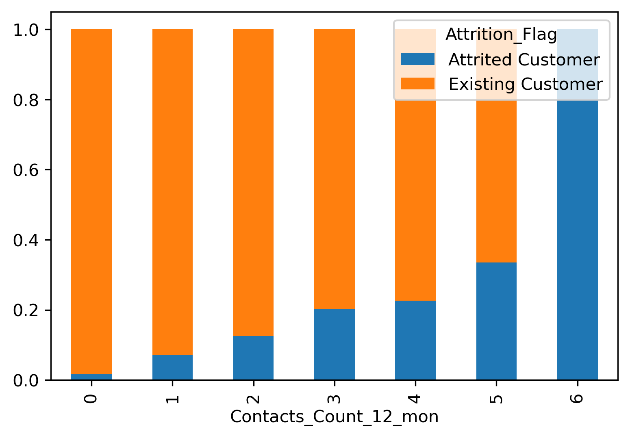 Attrition_Flag
Attrited Customer
Existing Customer
1.0
0.8
0.6
0.4
0.2
0.0
0 1 2 3 4 5 6
Contacts_Count_12_mon